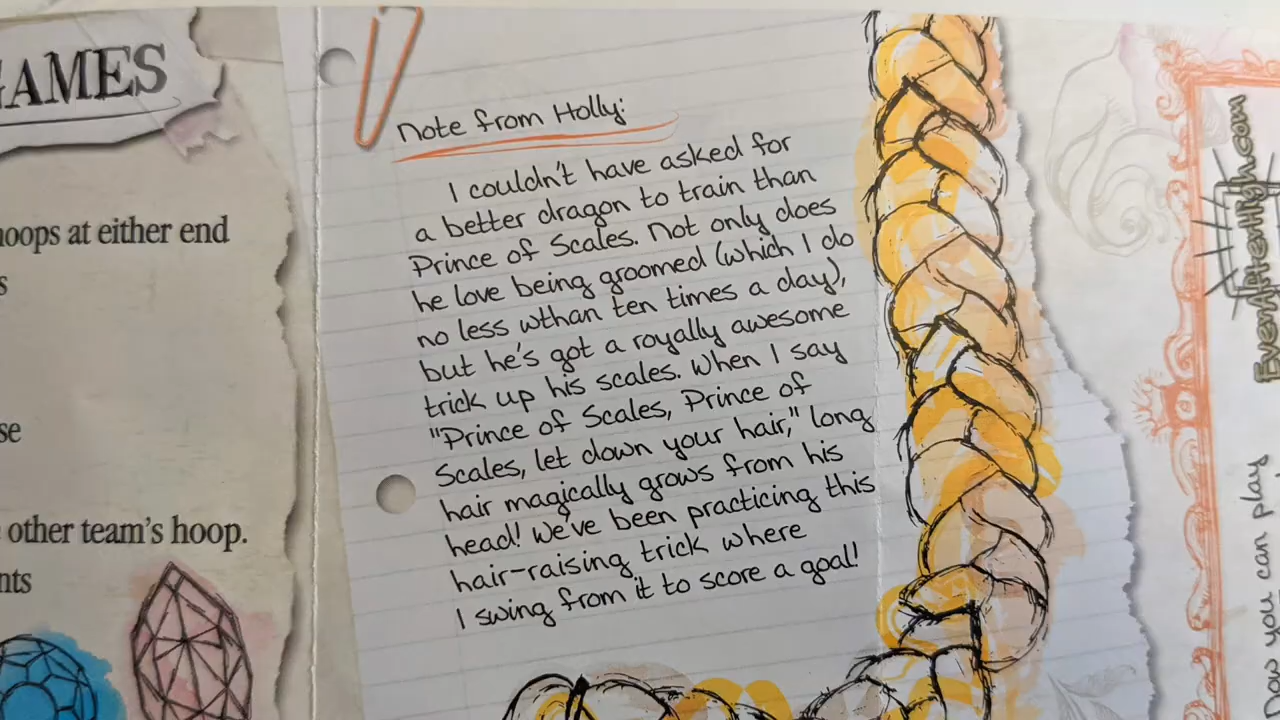 GAMES
hoops at either end
s
se
other team's hoop.
nts
Note from Holly:
I couldn't have asked for
a better dragon to train than
Prince of Scales. Not only does
he love being groomed (which I do
no less wthan ten times a day),
but he's got a royally awesome
trick up his scales. When I say
"Prince of Scales, Prince of
Scales, let down your hair," long
hair magically grows from his
head! We've been practicing this
hair-raising trick where
I swing from it to score a goal!
EverAfterHigh.com
Now you can play